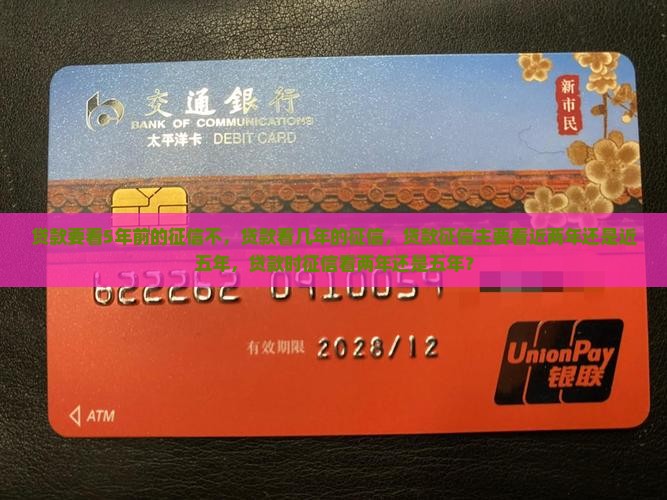 交通銀行
BANK OF COMMUNICATIONS
太平洋卡 DEBIT CARD
新市民
贷款要看5年前的征信不，贷款看几年的征信，贷款征信主要看近两年还是近
五年，贷款时征信看两年还是五年？
622262
有效期限 2028/12
UnionPay
银联
ATM